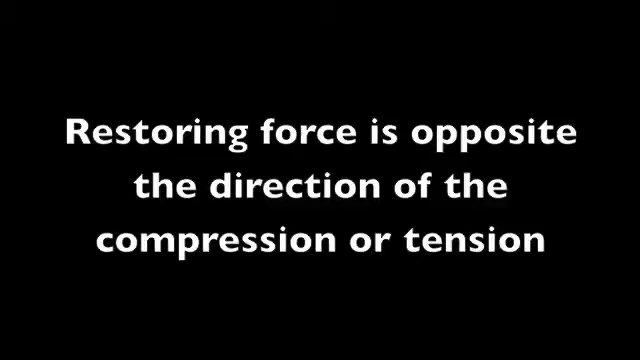 Restoring force is opposite
the direction of the
compression or tension